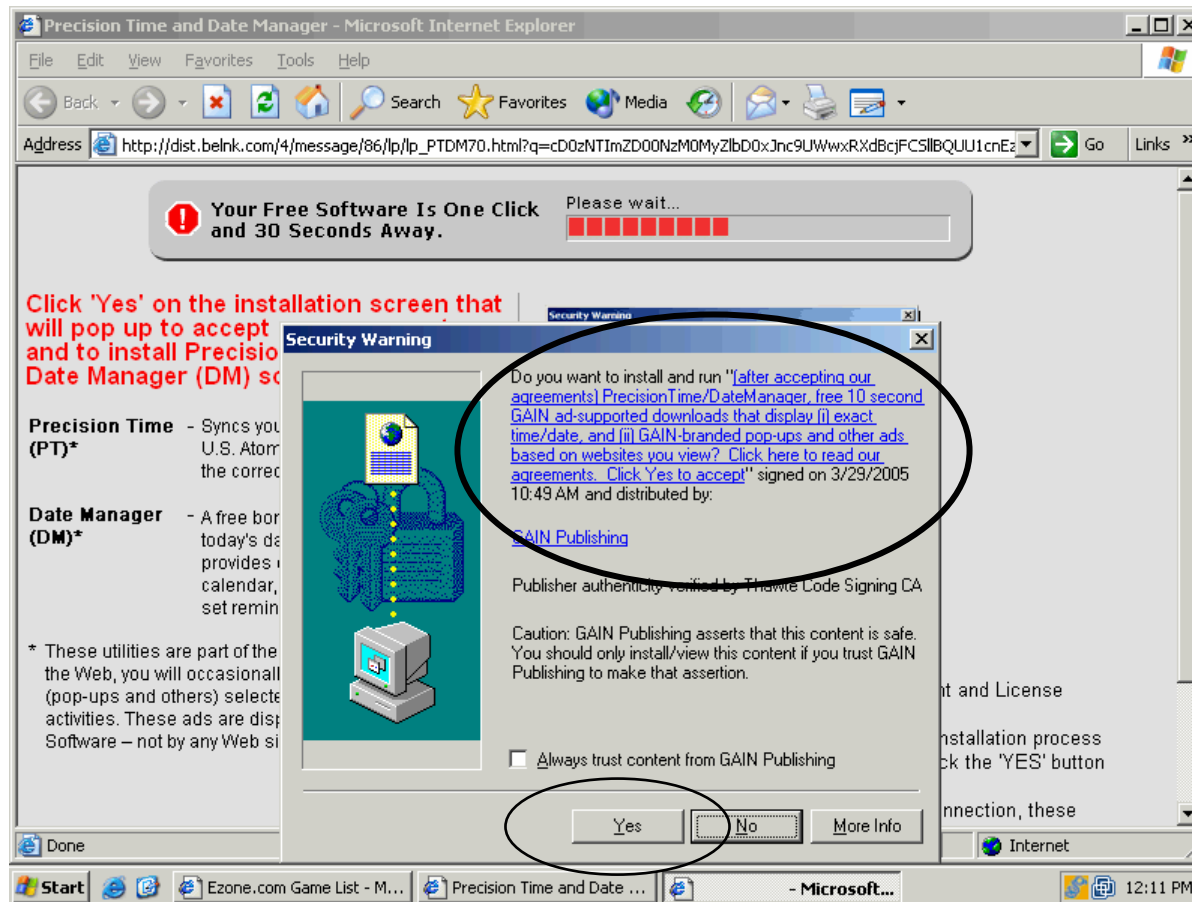 Precision Time and Date Manager - Microsoft Internet Explorer
File Edit View Favorites Tools Help
Back Search Favorites Media
Address http://dist.belnk.com/4/message/86/lp/lp_PTDM70.html?q= Go Links »
Your Free Software Is One Click
and 30 Seconds Away.
Please wait...
Click 'Yes' on the installation screen that
will pop up to accept
and to install Precisio
Date Manager (DM) so
Precision Time
(PT)*
- Syncs you
U.S. Atom
the correc
Date Manager
(DM)*
- A free bon
today's da
provides
calendar,
set remin
* These utilities are part of the
the Web, you will occasionall
(pop-ups and others) selecte
activities. These ads are disp
Software – not by any Web si
Security Warning
Security Warning
Do you want to install and run "(after accepting our
agreements) PrecisionTime/DateManager, free 10 second
GAIN ad-supported downloads that display (i) exact
time/date, and (ii) GAIN-branded pop-ups and other ads
based on websites you view? Click here to read our
agreements. Click Yes to accept" signed on 3/29/2005
10:49 AM and distributed by:
GAIN Publishing
Publisher authenticity verified by Thawte Code Signing CA
Caution: GAIN Publishing asserts that this content is safe.
You should only install/view this content if you trust GAIN
Publishing to make that assertion.
Always trust content from GAIN Publishing
Yes No More Info
nt and License
nstallation process
ck the 'YES' button
nnection, these
Done Internet
Start Ezone.com Game List - M... Precision Time and Date ... - Microsoft... 12:11 PM